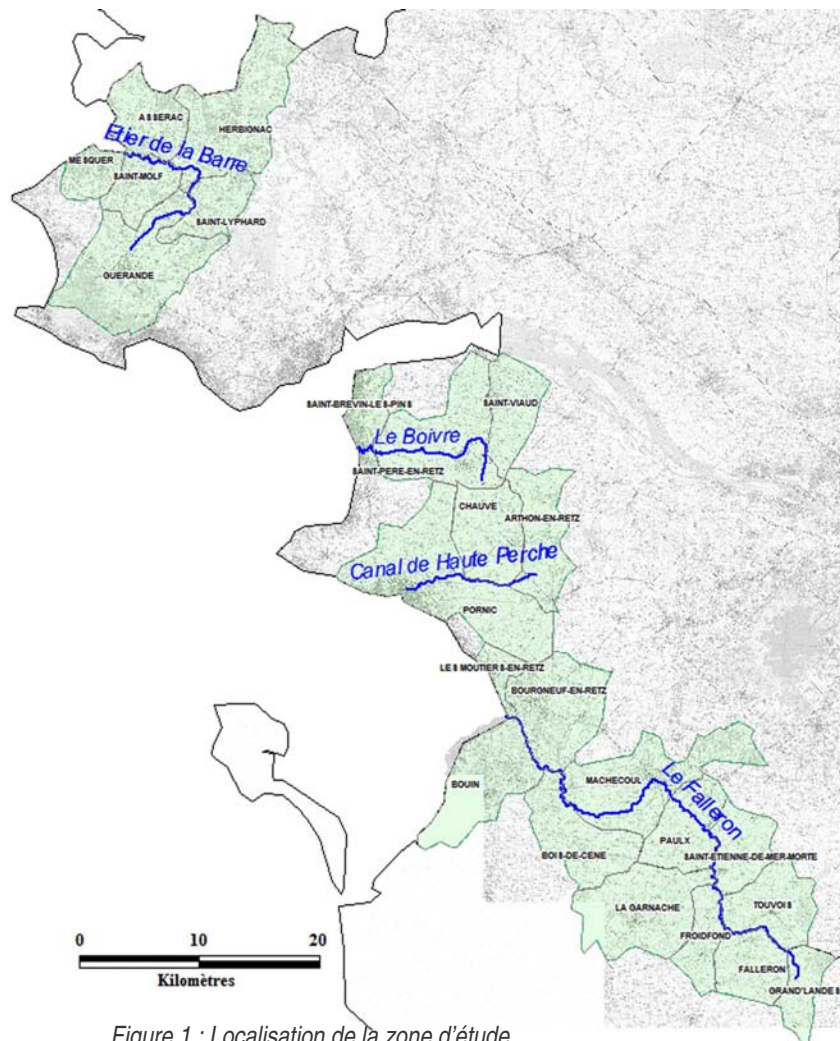 ASSERAC
HERBIGNAC
Etier de la Barre
MESQUER
SAINT-MOLF
SAINT-LYPHARD
GUERANDE
SAINT-BREVIN-LES-PINS
SAINT-VIAUD
Le Boivre
SAINT-PERE-EN-RETZ
CHAUVE
ARTHON-EN-RETZ
Canal de Haute Perche
PORNIC
LES MOUTIERS-EN-RETZ
BOURGNEUF-EN-RETZ
BOUIN
MACHECOUL
Le Falleron
PAULX
BOIS-DE-CENE
SAINT-ETIENNE-DE-MER-MORTE
LA GARNACHE
TOUVOIS
FROIDFOND
FALLERON
GRAND'LANDES
0 10 20
Kilomètres
Figure 1 : Localisation de la zone d'étude